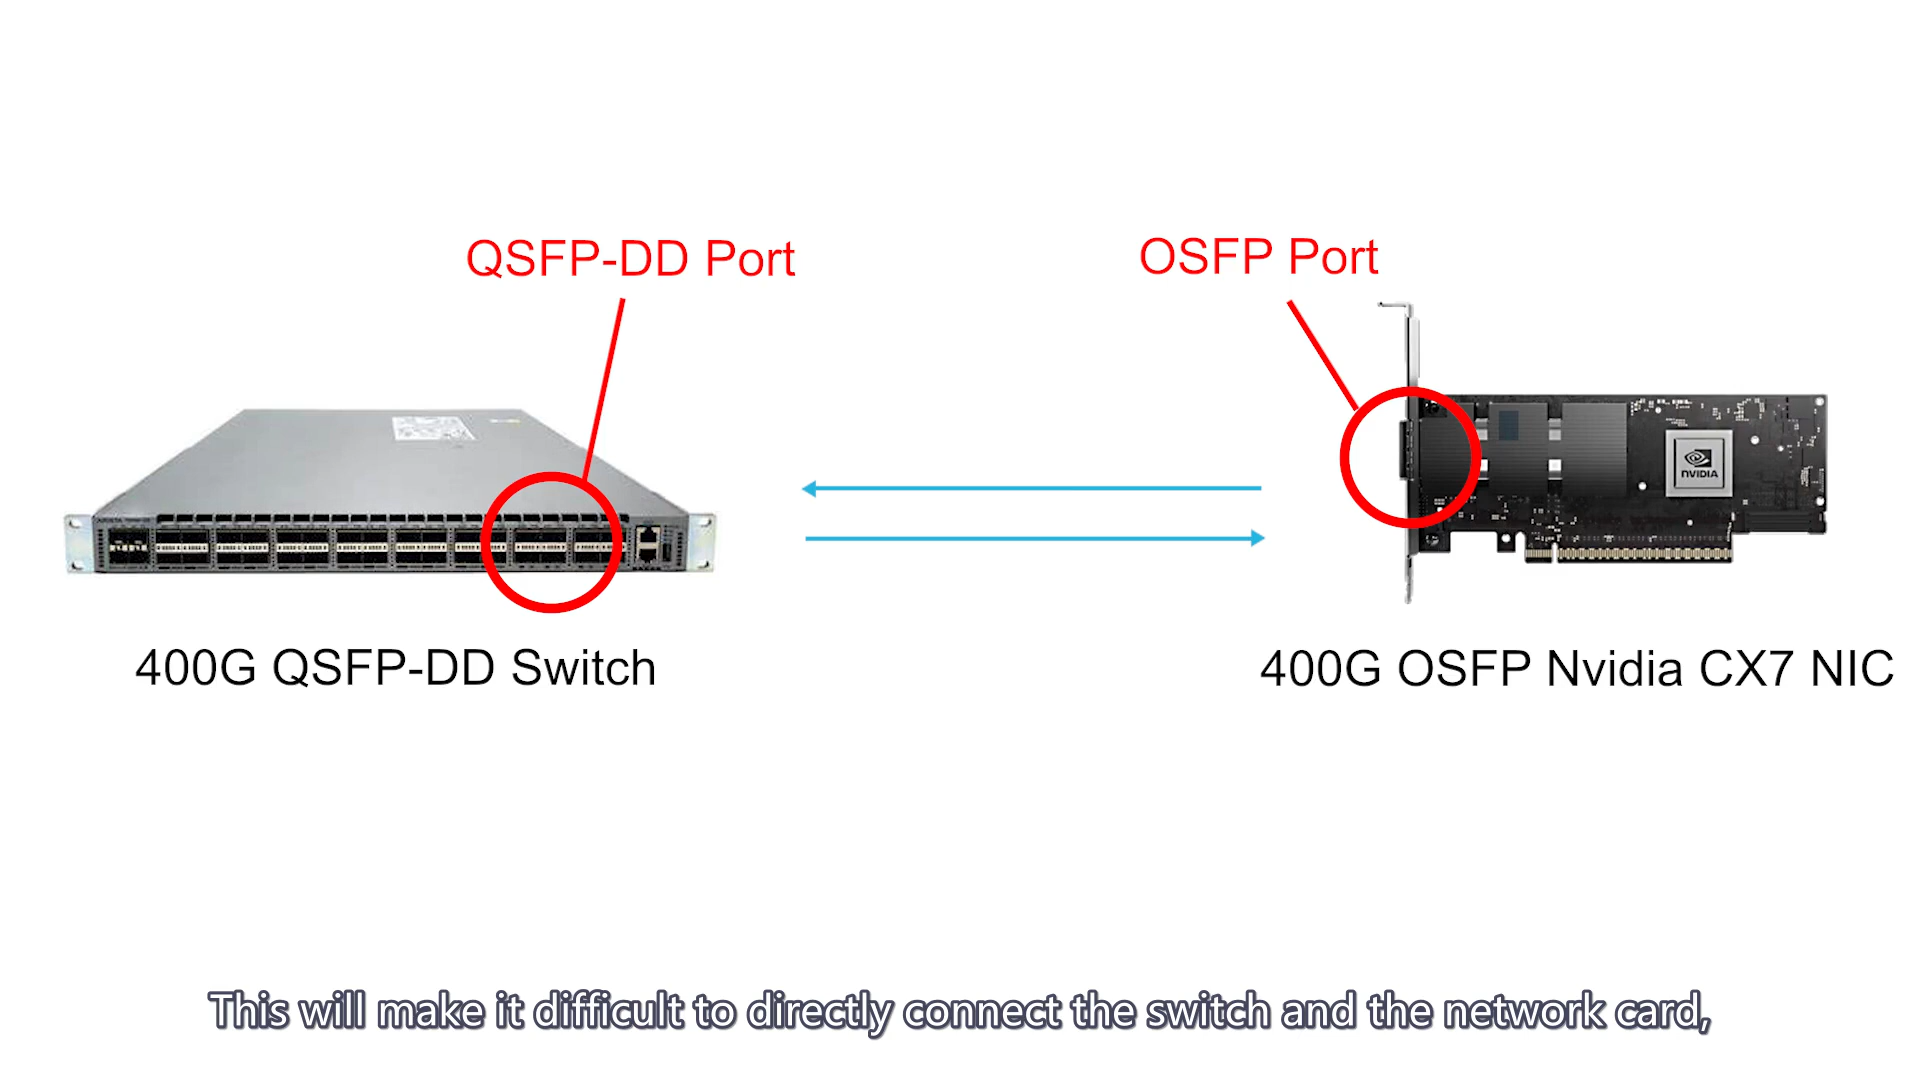 QSFP-DD Port
OSFP Port
NVIDIA
400G QSFP-DD Switch
400G OSFP Nvidia CX7 NIC
This will make it difficult to directly connect the switch and the network card,